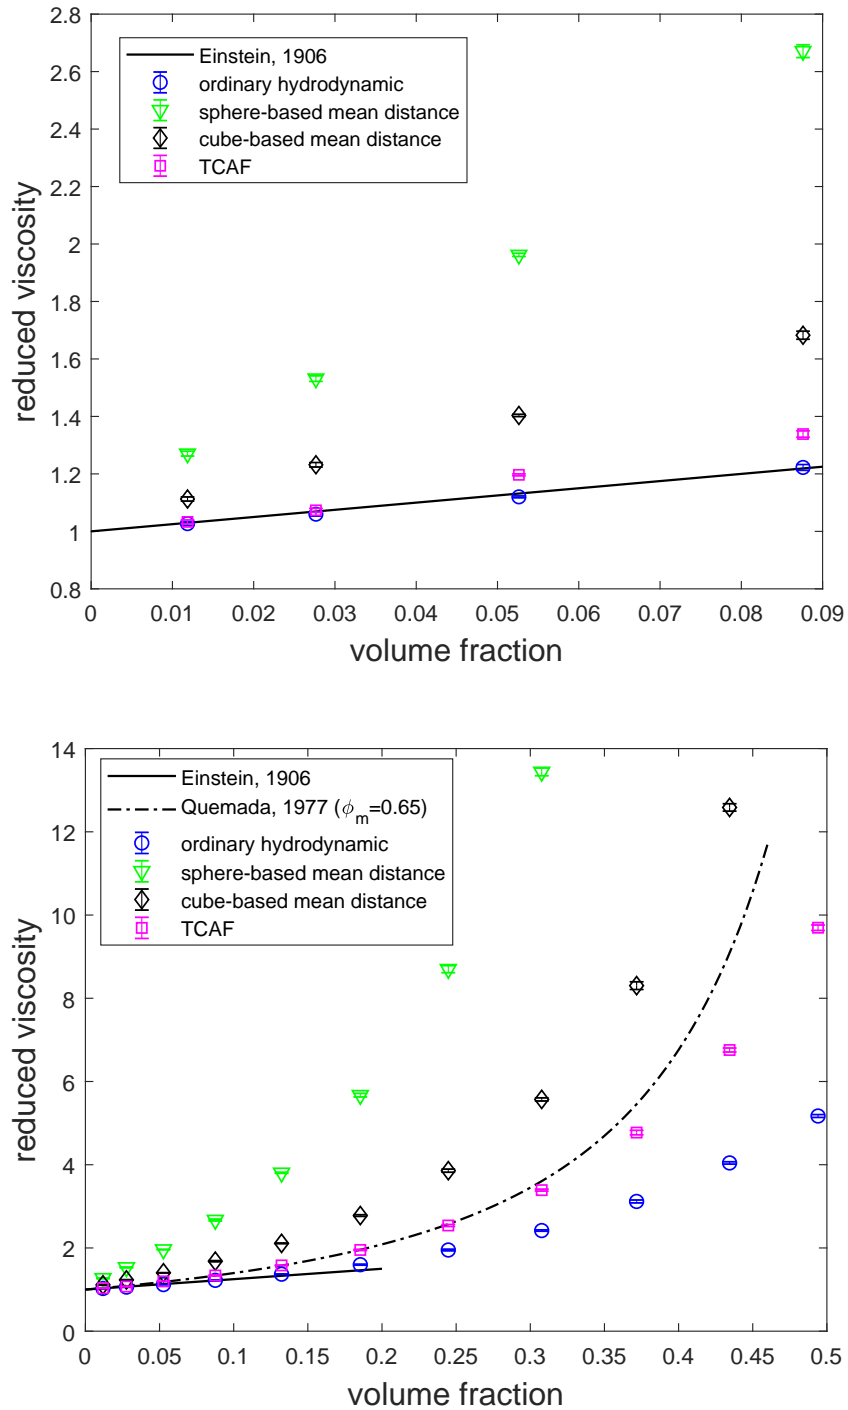 2.8
2.6
2.4
2.2
2
1.8
1.6
1.4
1.2
1
0.8
reduced viscosity
Einstein, 1906
ordinary hydrodynamic
sphere-based mean distance
cube-based mean distance
TCAF
0 0.01 0.02 0.03 0.04 0.05 0.06 0.07 0.08 0.09
volume fraction
14
12
10
8
6
4
2
0
reduced viscosity
Einstein, 1906
Quemada, 1977 (ϕm=0.65)
ordinary hydrodynamic
sphere-based mean distance
cube-based mean distance
TCAF
0 0.05 0.1 0.15 0.2 0.25 0.3 0.35 0.4 0.45 0.5
volume fraction